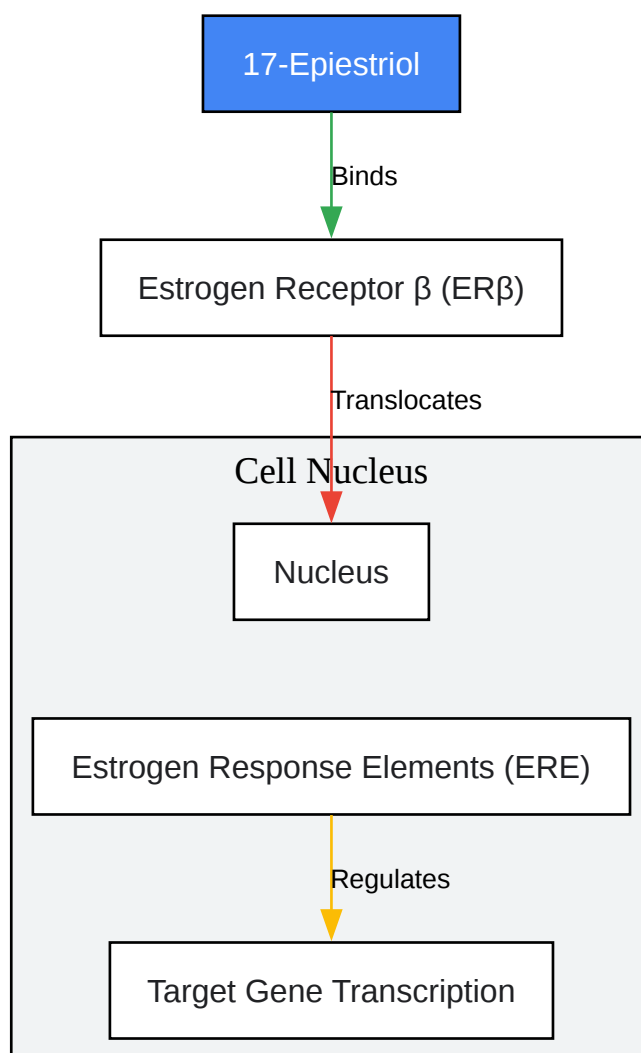 17-Epiestriol
Binds
Estrogen Receptor β (ERβ)
Translocates
Cell Nucleus
Nucleus
Estrogen Response Elements (ERE)
Regulates
Target Gene Transcription